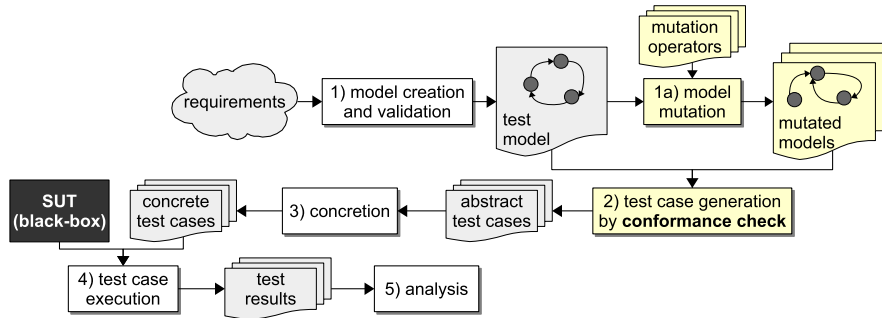 mutation
operators
requirements
1) model creation
and validation
test
model
1a) model
mutation
mutated
models
SUT
(black-box)
concrete
test cases
3) concretion
abstract
test cases
2) test case generation
by conformance check
4) test case
execution
test
results
5) analysis